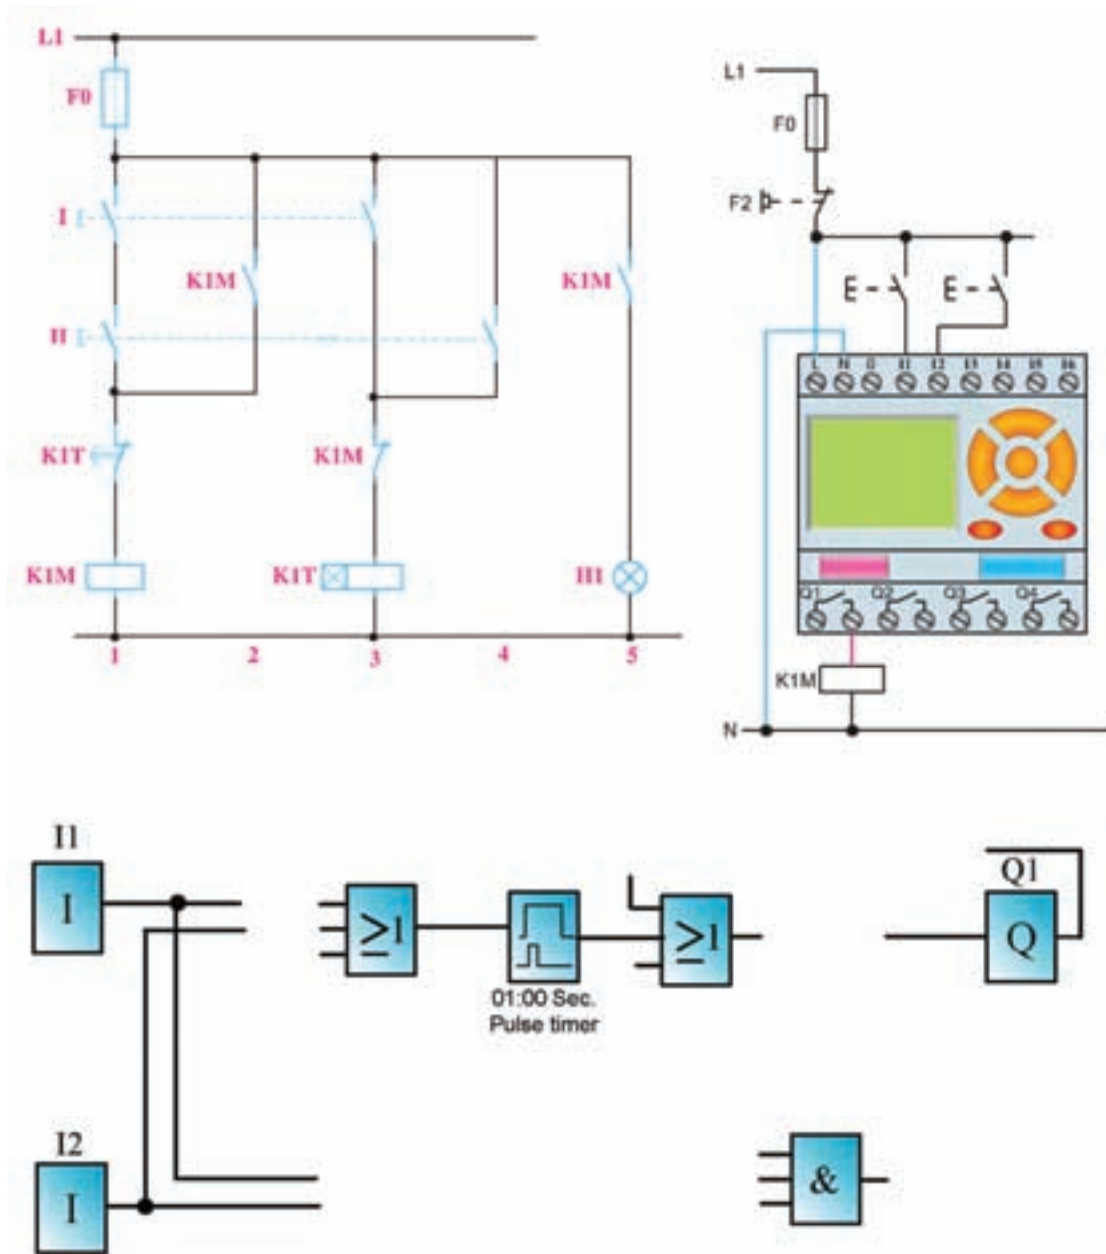 L1
F0
I
K1M
K1M
II
K1T
K1M
K1M
K1T
H1
1
2
3
4
5
L1
F0
F2
L N I1 I2 I3 I4 I5 I6
Q1 Q2 Q3 Q4
K1M
N
I1
I
≥1
01:00 Sec.
Pulse timer
≥1
Q1
Q
I2
I
&